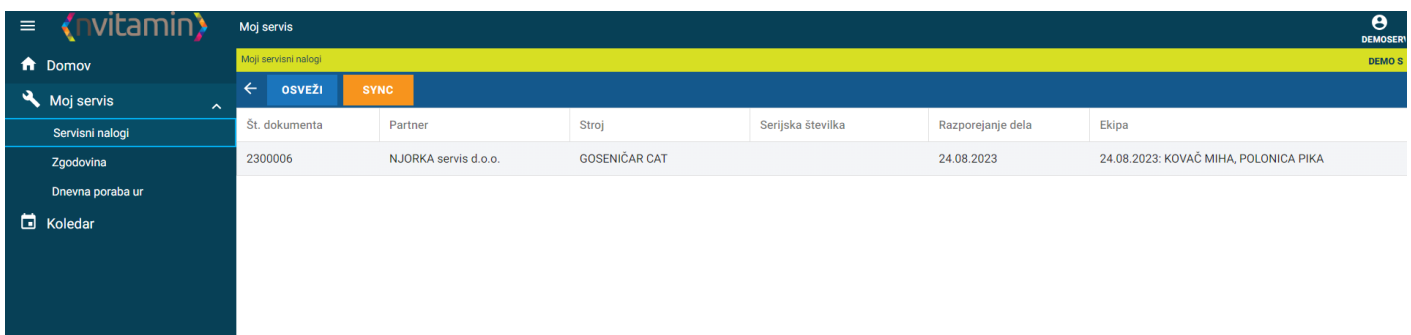 nvitamin
Moj servis
DEMOSER
Domov
Moji servisni nalogi
DEMO S
Moj servis
OSVEŽI
SYNC
Servisni nalogi
Zgodovina
Dnevna poraba ur
Koledar
Št. dokumenta Partner Stroj Serijska številka Razporejanje dela Ekipa
2300006 NJORKA servis d.o.o. GOSENIČAR CAT 24.08.2023 24.08.2023: KOVAČ MIHA, POLONICA PIKA